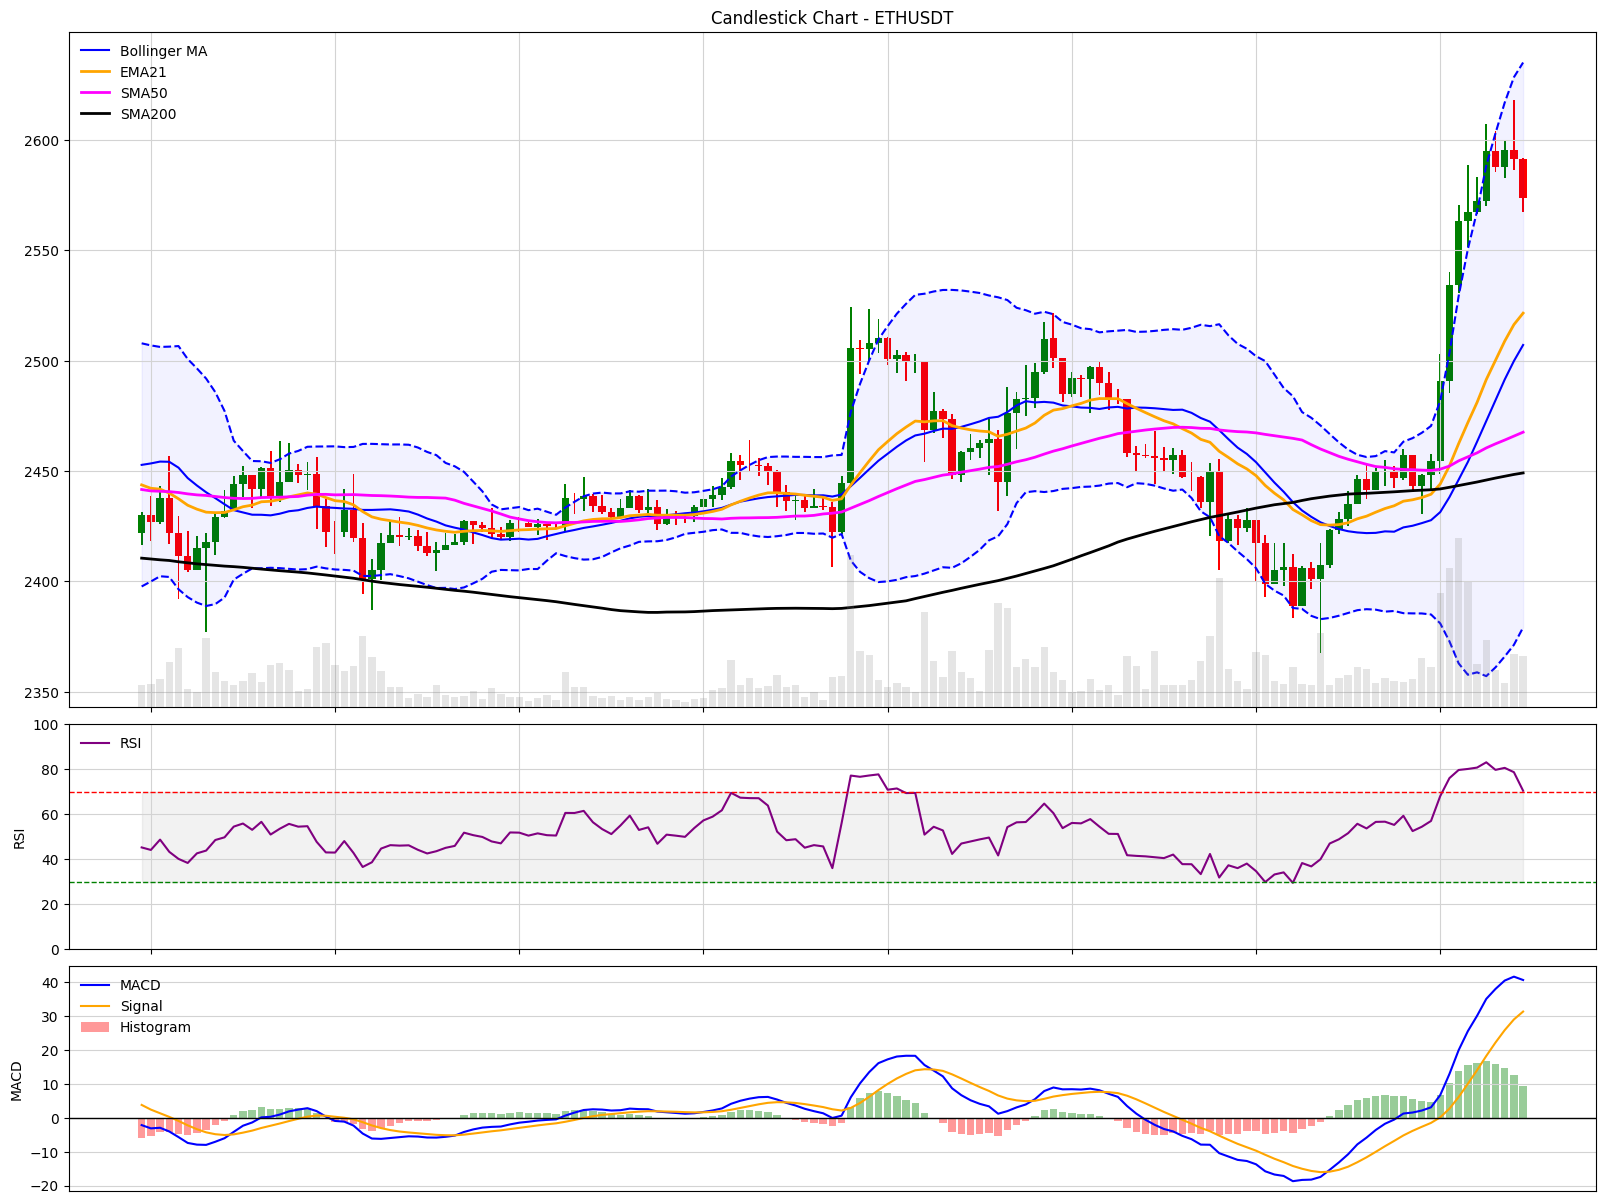 Candlestick Chart - ETHUSDT
Bollinger MA
EMA21
SMA50
SMA200
2600
2550
2500
2450
2400
2350
100
80
60
40
20
0
RSI
RSI
40
30
20
10
0
−10
−20
MACD
MACD
Signal
Histogram